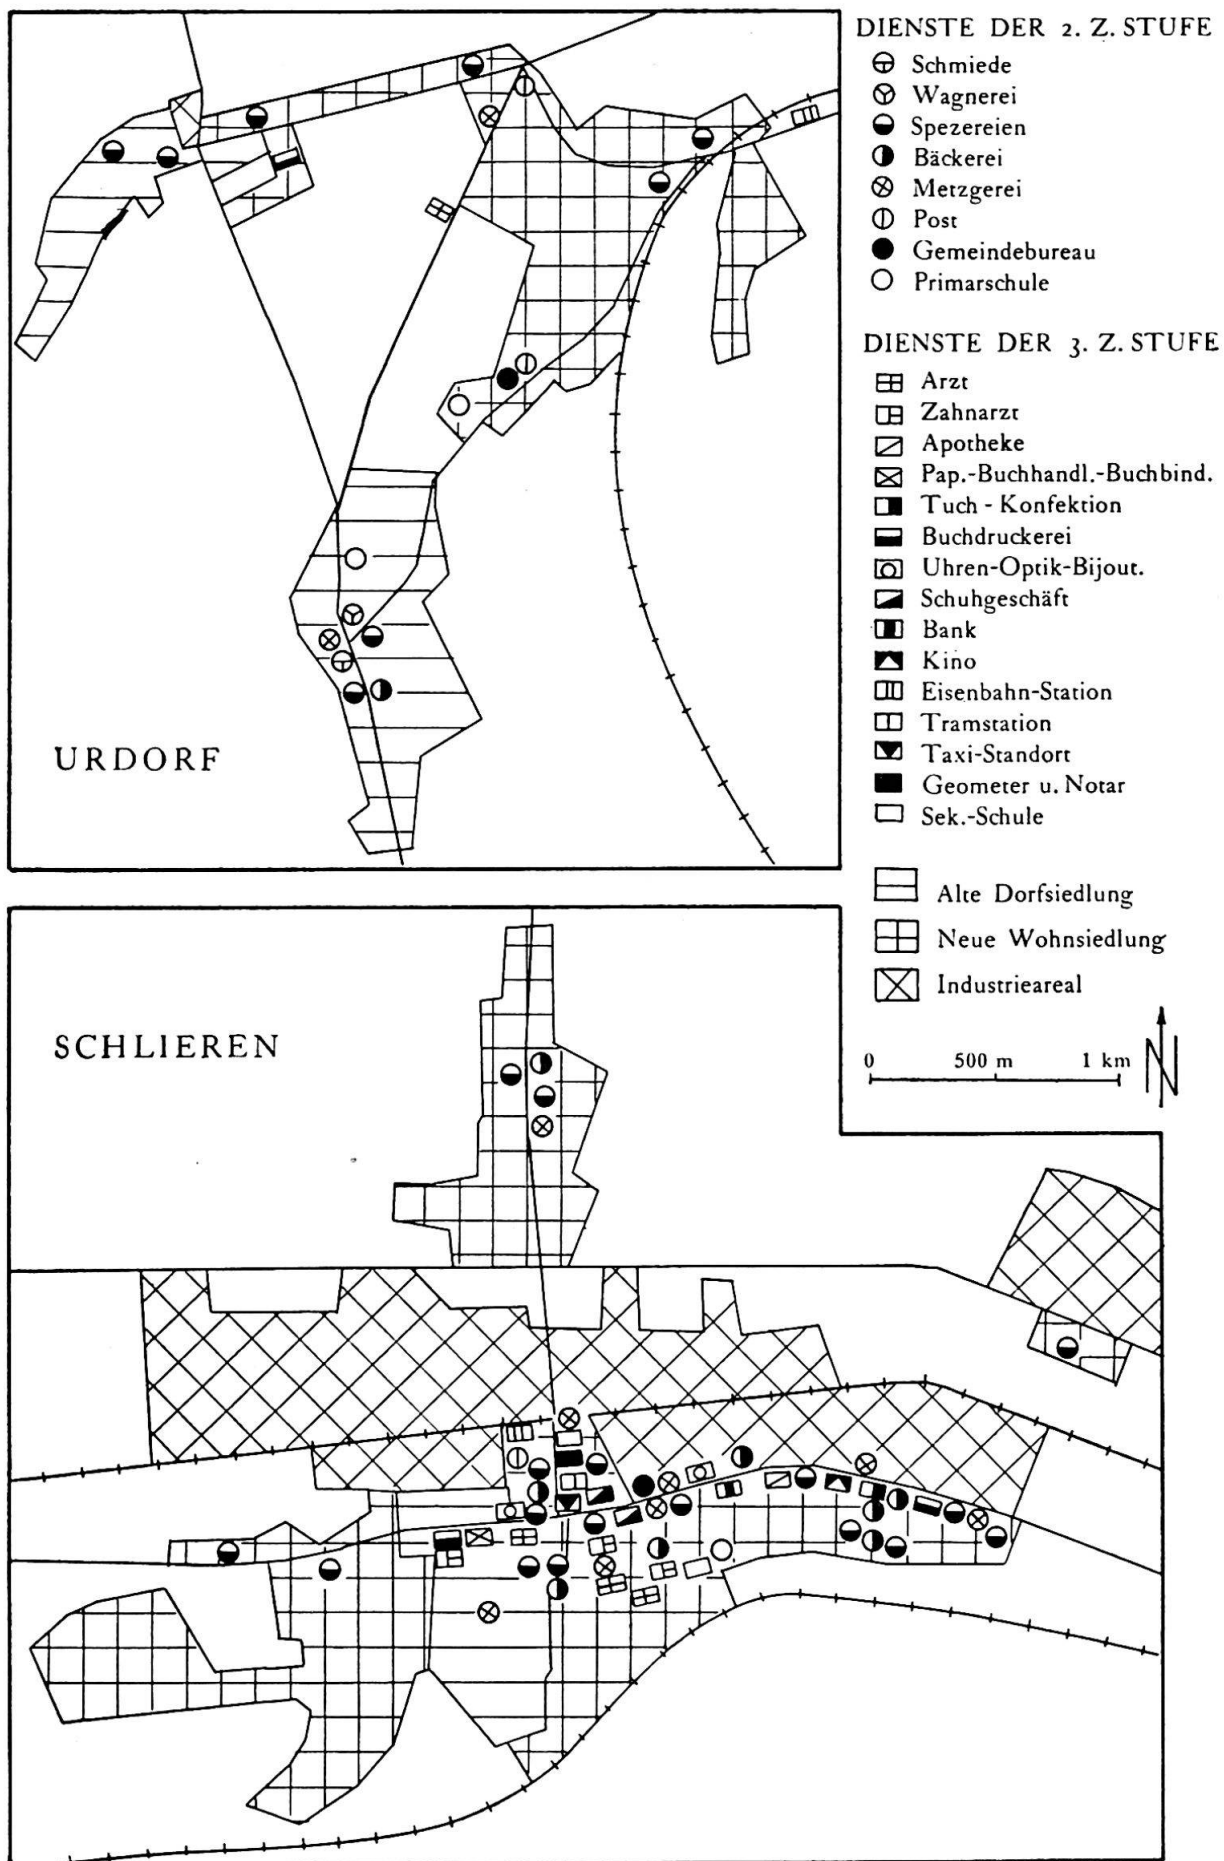 DIENSTE DER 2. Z. STUFE
Schmiede
Wagnerei
Spezereien
Bäckerei
Metzgerei
Post
Gemeindebureau
Primarschule
DIENSTE DER 3. Z. STUFE
Arzt
Zahnarzt
Apotheke
Pap.-Buchhandl.-Buchbind.
Tuch - Konfektion
Buchdruckerei
Uhren-Optik-Bijout.
Schuhgeschäft
Bank
Kino
Eisenbahn-Station
Tramstation
Taxi-Standort
Geometer u. Notar
Sek.-Schule
Alte Dorfsiedlung
Neue Wohnsiedlung
Industrieareal
0 500 m 1 km
N
URDORF
SCHLIEREN